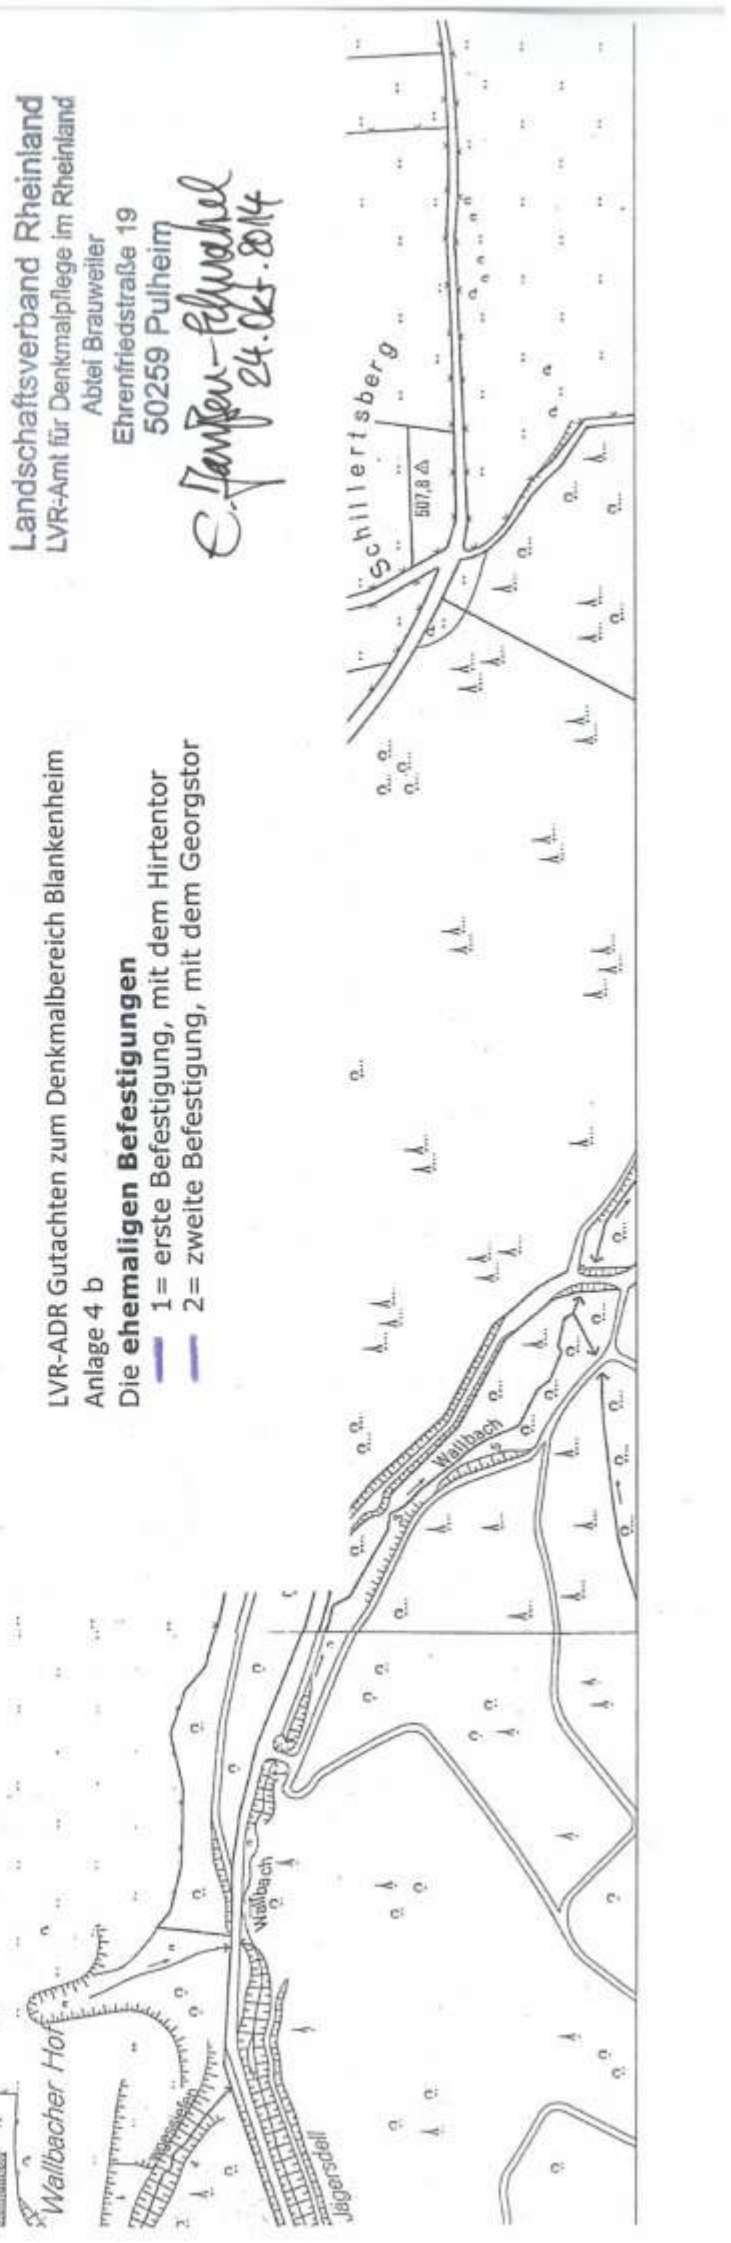 Landschaftsverband Rheinland
LVR-Amt für Denkmalpflege im Rheinland
Abtei Brauweiler
Ehrenfriedstraße 19
50259 Pulheim
24. Okt. 2014
LVR-ADR Gutachten zum Denkmalbereich Blankenheim
Anlage 4 b
Die ehemaligen Befestigungen
1= erste Befestigung, mit dem Hirtentor
2= zweite Befestigung, mit dem Georgstor
Schillertsberg
507,8
Wallbach
Wallbach
Wallbacher Hof
Jägersdell